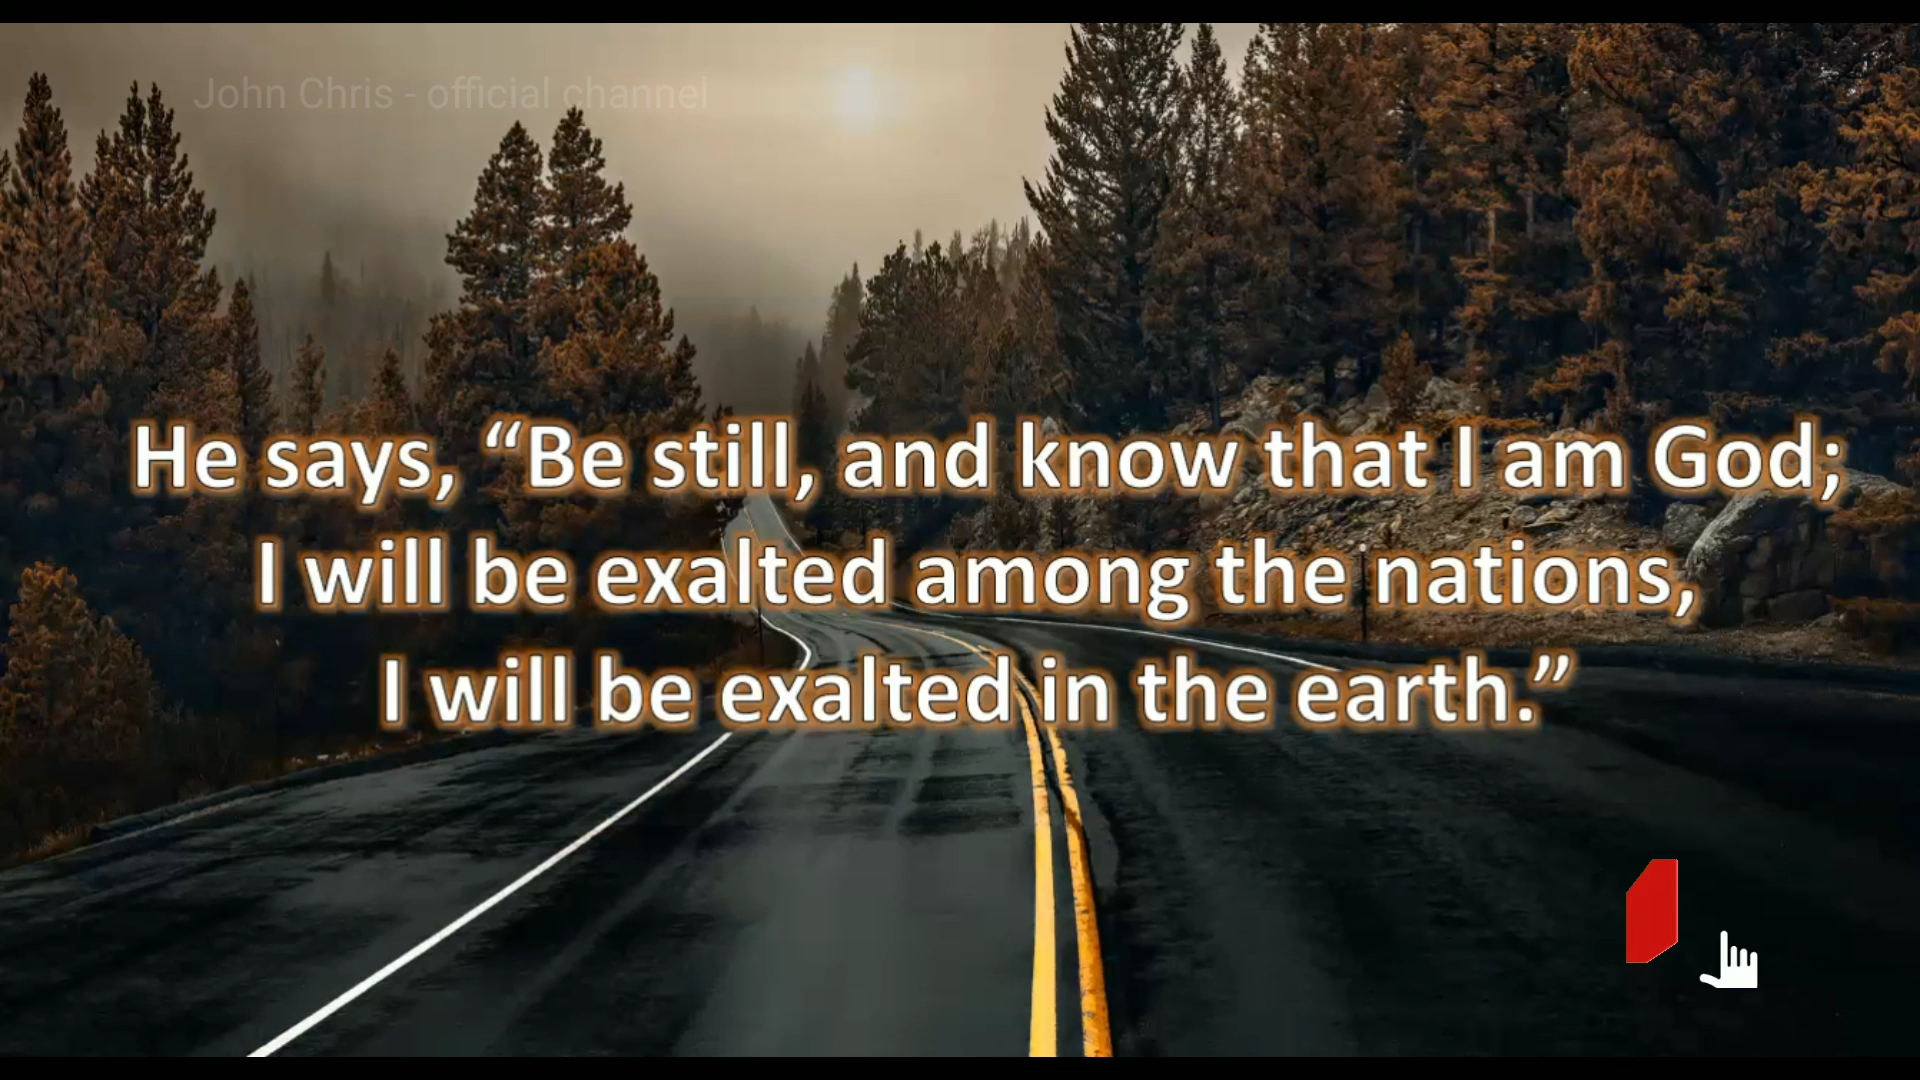 John Chris - official channel
He says, “Be still, and know that I am God;
I will be exalted among the nations,
I will be exalted in the earth.”